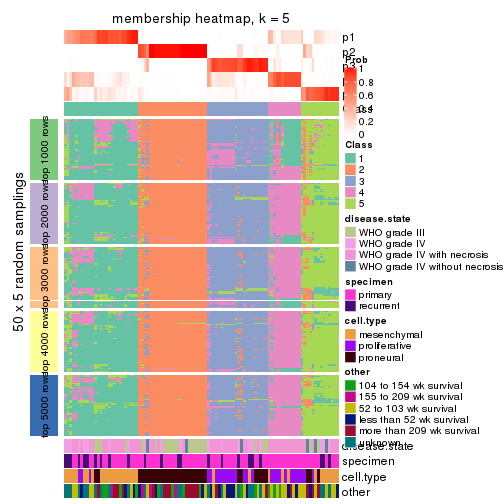 membership heatmap, k = 5
p1
p2
p3
Prob
1
0.8
0.6
0.4
0.2
0
Class
Class
1
2
3
4
5
disease.state
WHO grade III
WHO grade IV
WHO grade IV with necrosis
WHO grade IV without necrosis
specimen
primary
recurrent
cell.type
mesenchymal
proliferative
proneural
other
104 to 154 wk survival
155 to 209 wk survival
52 to 103 wk survival
less than 52 wk survival
more than 209 wk survival
unknown
50 x 5 random samplings
top 1000 rows
top 2000 rows
top 3000 rows
top 4000 rows
top 5000 rows
disease.state
specimen
cell.type
other